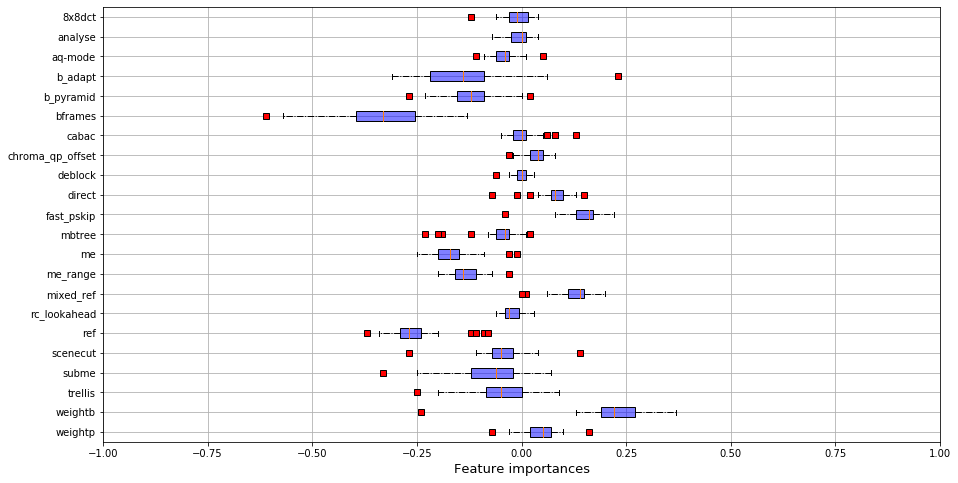 8x8dct
analyse
aq-mode
b_adapt
b_pyramid
bframes
cabac
chroma_qp_offset
deblock
direct
fast_pskip
mbtree
me
me_range
mixed_ref
rc_lookahead
ref
scenecut
subme
trellis
weightb
weightp
−1.00 −0.75 −0.50 −0.25 0.00 0.25 0.50 0.75 1.00
Feature importances